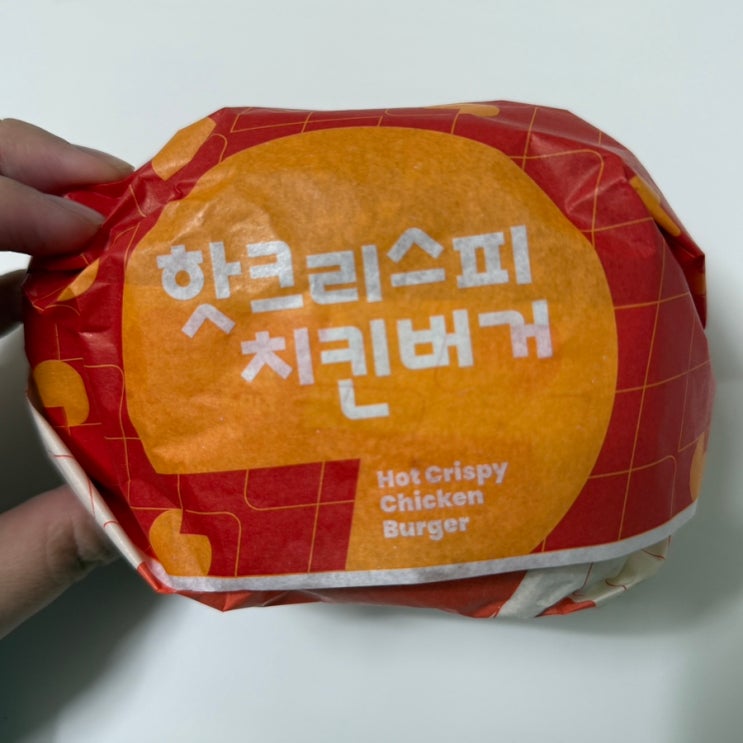 핫크리스피
치킨버거
Hot Crispy
Chicken
Burger